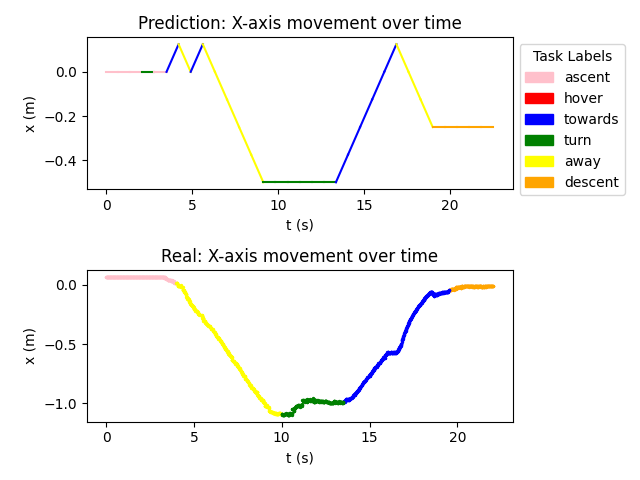 Prediction: X-axis movement over time
0.0
−0.2
−0.4
x (m)
0 5 10 15 20
t (s)
Task Labels
ascent
hover
towards
turn
away
descent
Real: X-axis movement over time
0.0
−0.5
−1.0
x (m)
0 5 10 15 20
t (s)